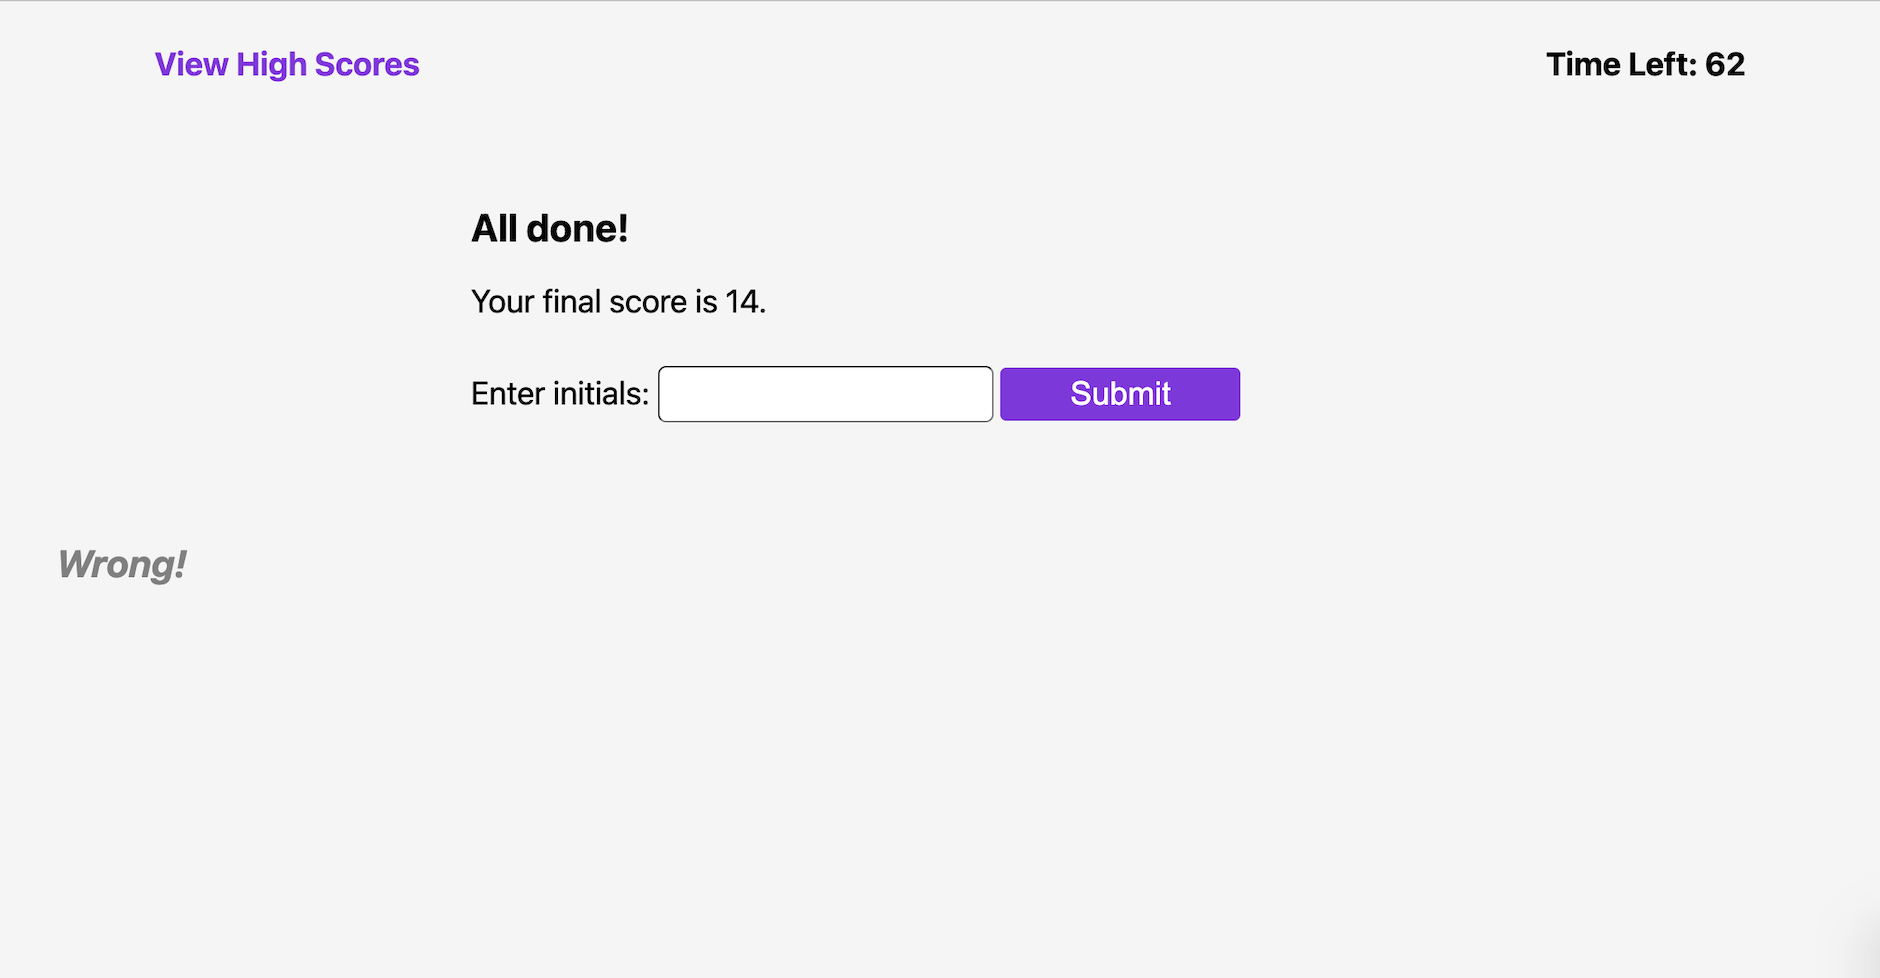 View High Scores
Time Left: 62
All done!
Your final score is 14.
Enter initials:
Submit
Wrong!